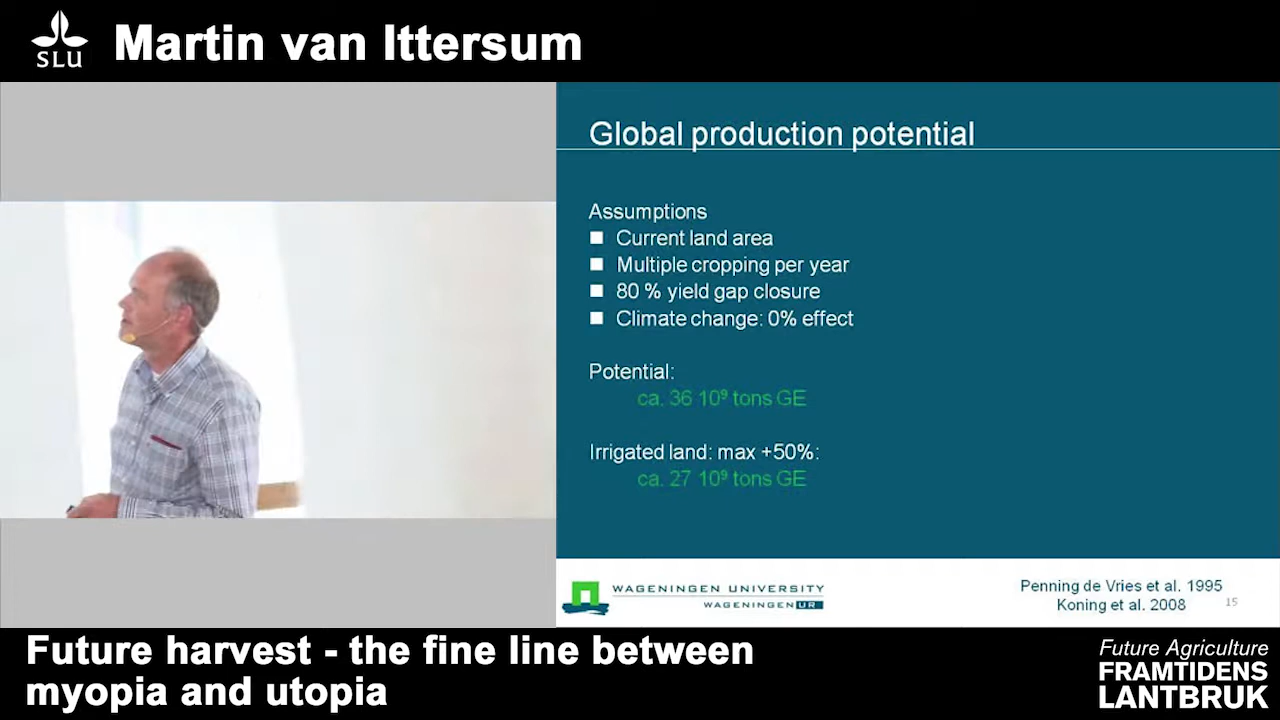 SLU
Martin van Ittersum
Global production potential
Assumptions
Current land area
Multiple cropping per year
80 % yield gap closure
Climate change: 0% effect
Potential:
ca. 36 10⁹ tons GE
Irrigated land: max +50%:
ca. 27 10⁹ tons GE
WAGENINGEN UNIVERSITY
WAGENINGEN UR
Penning de Vries et al. 1995
Koning et al. 2008
15
Future harvest - the fine line between
myopia and utopia
Future Agriculture
FRAMTIDENS
LANTBRUK